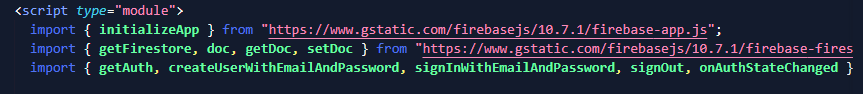 <script type="module">
import { initializeApp } from "https://www.gstatic.com/firebasejs/10.7.1/firebase-app.js";
import { getFirestore, doc, getDoc, setDoc } from "https://www.gstatic.com/firebasejs/10.7.1/firebase-fires
import { getAuth, createUserWithEmailAndPassword, signInWithEmailAndPassword, signOut, onAuthStateChanged }